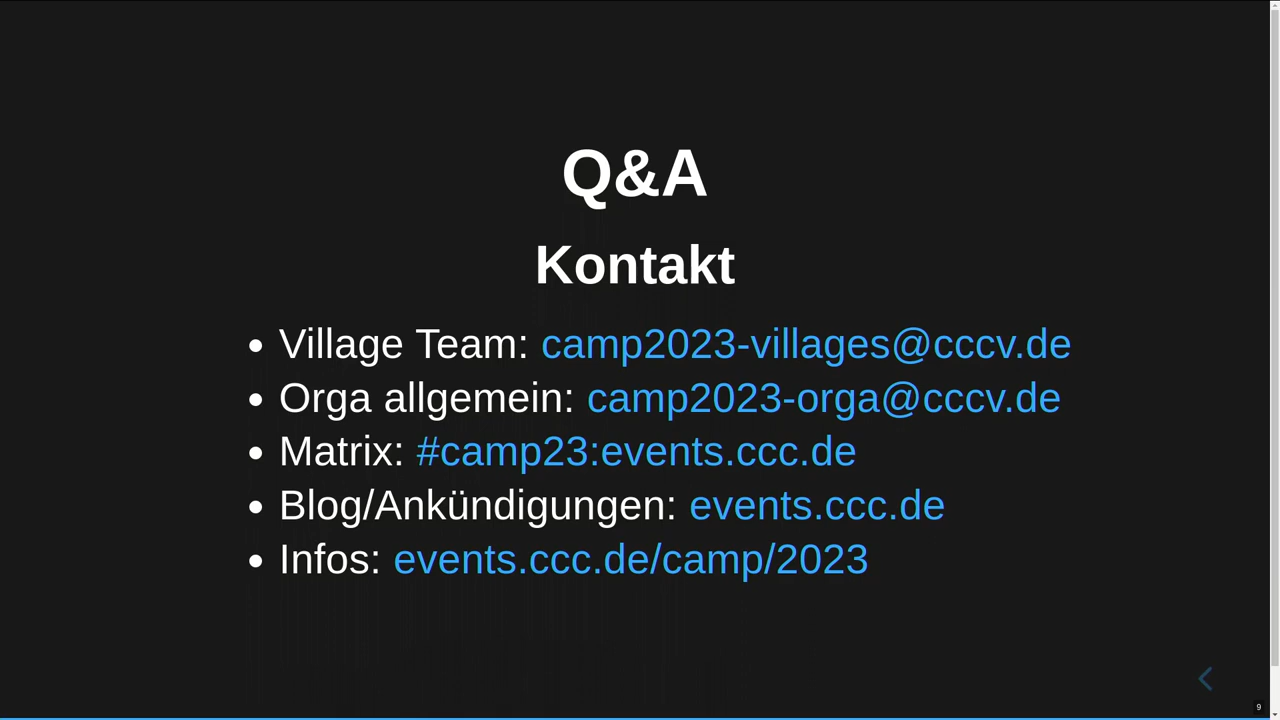 Q&A
Kontakt
• Village Team: camp2023-villages@cccv.de
• Orga allgemein: camp2023-orga@cccv.de
• Matrix: #camp23:events.ccc.de
• Blog/Ankündigungen: events.ccc.de
• Infos: events.ccc.de/camp/2023
9